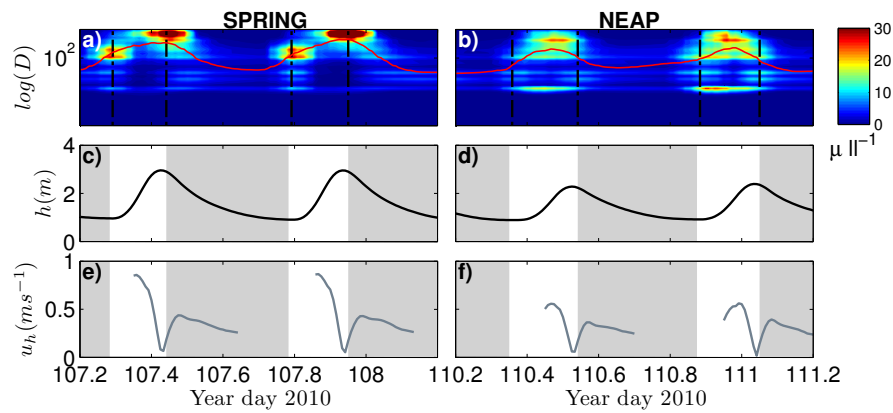 SPRING NEAP
a) b)
log(D) 10² 30 20 10 0
μ ll⁻¹
c) d)
h(m) 4 2 0
e) f)
u_h(ms⁻¹) 1 0.5 0
107.2 107.4 107.6 107.8 108 110.2 110.4 110.6 110.8 111 111.2
Year day 2010 Year day 2010